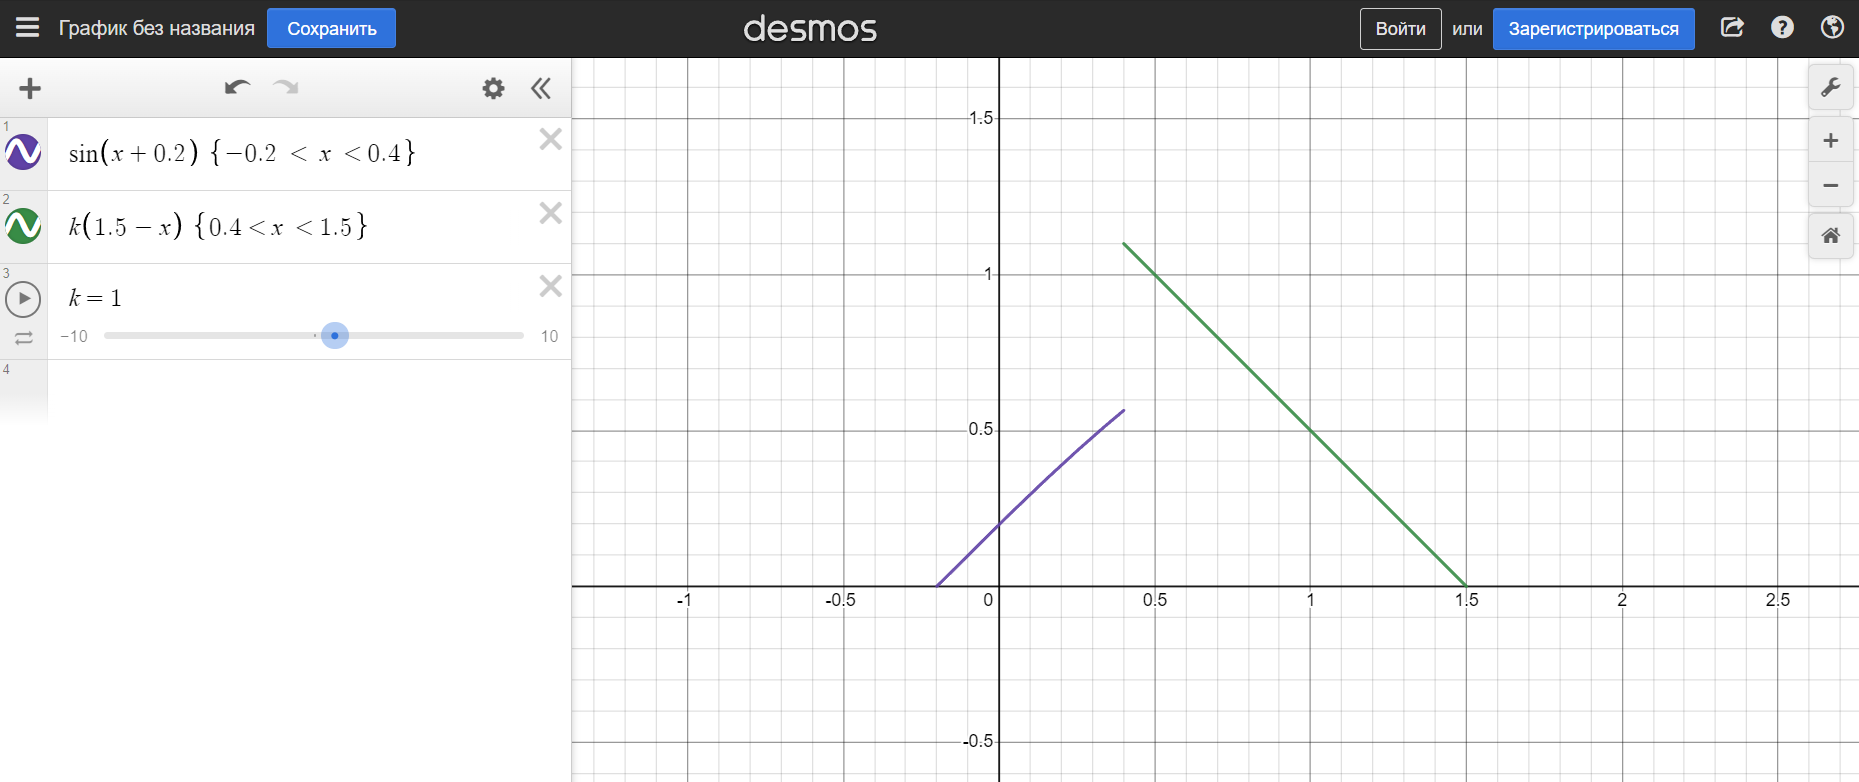 График без названия Сохранить desmos Войти или Зарегистрироваться
1
sin(x + 0.2) {−0.2 < x < 0.4}
2
k(1.5 − x) {0.4 < x < 1.5}
3
k = 1
−10 10
4
1.5
1
0.5
-1 -0.5 0 0.5 1 1.5 2 2.5
-0.5